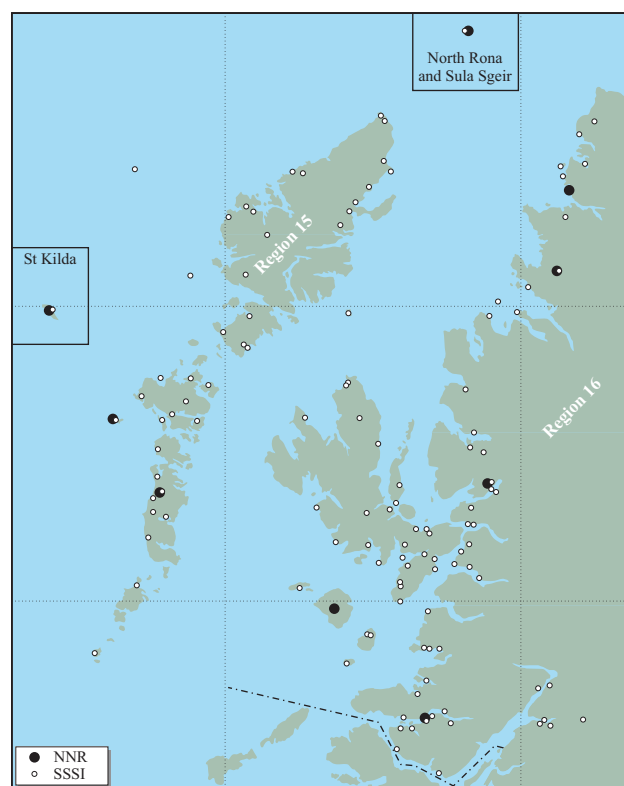 North Rona
and Sula Sgeir
Region 15
St Kilda
Region 16
NNR
SSSI